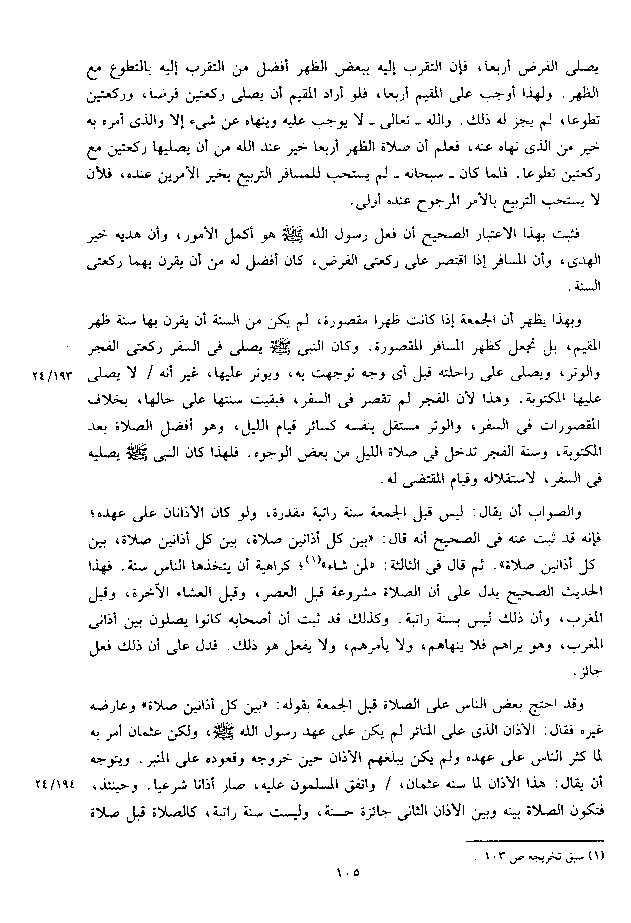 يصلى الفرض أربعا، فإن التقرب إليه ببعض الظهر أفضل من التقرب إليه بالتطوع مع
الظهر. ولهذا أوجب على المقيم أربعا، فلو أراد المقيم أن يصلى ركعتين فرضا، وركعتين
تطوعا، لم يجز له ذلك. والله ـ تعالى ـ لا يوجب عليه وينهاه عن شىء إلا والذى أمره به
خير من الذى نهاه عنه، فعلم أن صلاة الظهر أربعا خير عند الله من أن يصليها ركعتين مع
ركعتين تطوعا. فلما كان ـ سبحانه ـ لم يستحب للمسافر التربيع بخير الأمرين عنده، فلأن
لا يستحب التربيع بالأمر المرجوح عنده أولى.
فثبت بهذا الاعتبار الصحيح أن فعل رسول الله ﷺ هو أكمل الأمور، وأن هديه خير
الهدى، وأن المسافر إذا اقتصر على ركعتى الفرض، كان أفضل له من أن يقرن بهما ركعتى
السنة.
وبهذا يظهر أن الجمعة إذا كانت ظهرا مقصورة، لم يكن من السنة أن يقرن بها سنة ظهر
المقيم، بل تجعل كظهر المسافر المقصورة. وكان النبى ﷺ يصلى فى السفر ركعتى الفجر
والوتر، ويصلى على راحلته قبل أى وجه توجهت به، ويوتر عليها، غير أنه / لا يصلى ٢٤/١٩٣
عليها المكتوبة. وهذا لأن الفجر لم تقصر فى السفر، فبقيت سنتها على حالها، بخلاف
المقصورات فى السفر، والوتر مستقل بنفسه كسائر قيام الليل، وهو أفضل الصلاة بعد
المكتوبة، وسنة الفجر تدخل فى صلاة الليل من بعض الوجوه. فلهذا كان النبى ﷺ يصليه
فى السفر، لاستقلاله وقيام المقتضى له.
والصواب أن يقال: ليس قبل الجمعة سنة راتبة مقدرة، ولو كان الأذانان على عهده؛
فإنه قد ثبت عنه فى الصحيح أنه قال: «بين كل أذانين صلاة، بين كل أذانين صلاة، بين
كل أذانين صلاة». ثم قال فى الثالثة: «لمن شاء»(١)؛ كراهية أن يتخذها الناس سنة. فهذا
الحديث الصحيح يدل على أن الصلاة مشروعة قبل العصر، وقبل العشاء الآخرة، وقبل
المغرب، وأن ذلك ليس بسنة راتبة. وكذلك قد ثبت أن أصحابه كانوا يصلون بين أذانى
المغرب، وهو يراهم فلا ينهاهم، ولا يأمرهم، ولا يفعل هو ذلك. فدل على أن ذلك فعل
جائز.
وقد احتج بعض الناس على الصلاة قبل الجمعة بقوله: «بين كل أذانين صلاة» وعارضه
غيره فقال: الأذان الذى على المنائر لم يكن على عهد رسول الله ﷺ، ولكن عثمان أمر به
لما كثر الناس على عهده ولم يكن يبلغهم الأذان حين خروجه وقعوده على المنبر. ويتوجه
أن يقال: هذا الأذان لما سنه عثمان، / واتفق المسلمون عليه، صار أذانا شرعيا. وحينئذ، ٢٤/١٩٤
فتكون الصلاة بينه وبين الأذان الثانى جائزة حسنة، وليست سنة راتبة، كالصلاة قبل صلاة
(١) سبق تخريجه ص ١٠٣ .
١٠٥